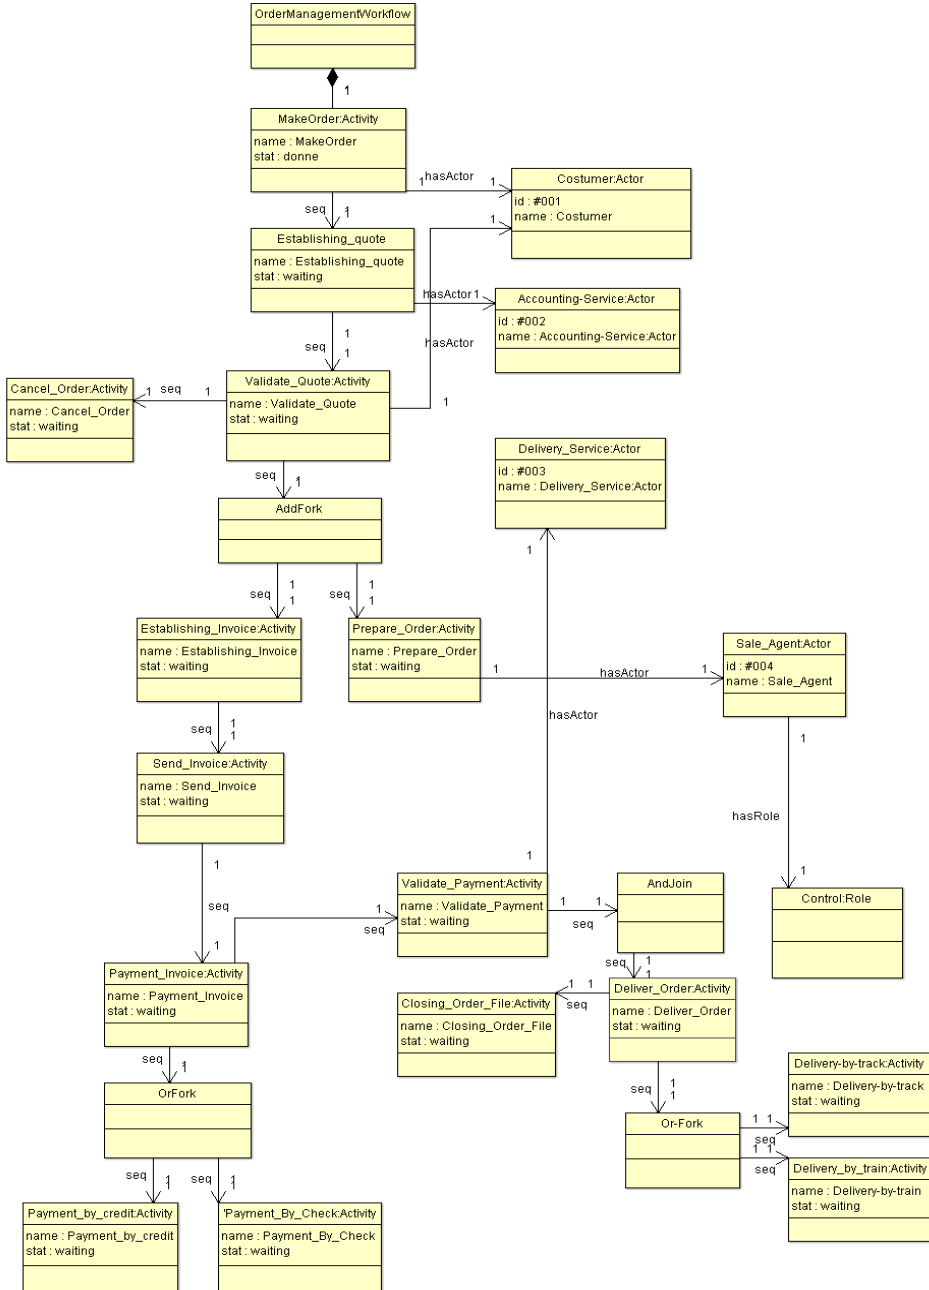 OrderManagementWorkflow
1
MakeOrder:Activity
name : MakeOrder
stat : donne
1
hasActor
1
Costumer:Actor
id : #001
name : Costumer
seq
1
1
Establishing_quote
name : Establishing_quote
stat : waiting
hasActor
1
Accounting-Service:Actor
id : #002
name : Accounting-Service:Actor
1
seq
1
hasActor
Validate_Quote:Activity
name : Validate_Quote
stat : waiting
1
1
seq
1
Cancel_Order:Activity
name : Cancel_Order
stat : waiting
seq
1
AddFork
Delivery_Service:Actor
id : #003
name : Delivery_Service:Actor
1
seq
1
1
seq
1
1
Establishing_Invoice:Activity
name : Establishing_Invoice
stat : waiting
Prepare_Order:Activity
name : Prepare_Order
stat : waiting
1
hasActor
1
Sale_Agent:Actor
id : #004
name : Sale_Agent
hasActor
1
hasRole
1
Control:Role
seq
1
1
Send_Invoice:Activity
name : Send_Invoice
stat : waiting
1
seq
1
1
Validate_Payment:Activity
name : Validate_Payment
stat : waiting
1
seq
1
1
seq
AndJoin
Payment_Invoice:Activity
name : Payment_Invoice
stat : waiting
seq
1
1
Deliver_Order:Activity
name : Deliver_Order
stat : waiting
1
1
seq
Closing_Order_File:Activity
name : Closing_Order_File
stat : waiting
seq
1
OrFork
seq
1
1
Or-Fork
1
1
seq
Delivery-by-track:Activity
name : Delivery-by-track
stat : waiting
1
1
seq
Delivery_by_train:Activity
name : Delivery-by-train
stat : waiting
seq
1
1
seq
1
1
Payment_by_credit:Activity
name : Payment_by_credit
stat : waiting
'Payment_By_Check:Activity
name : Payment_By_Check
stat : waiting